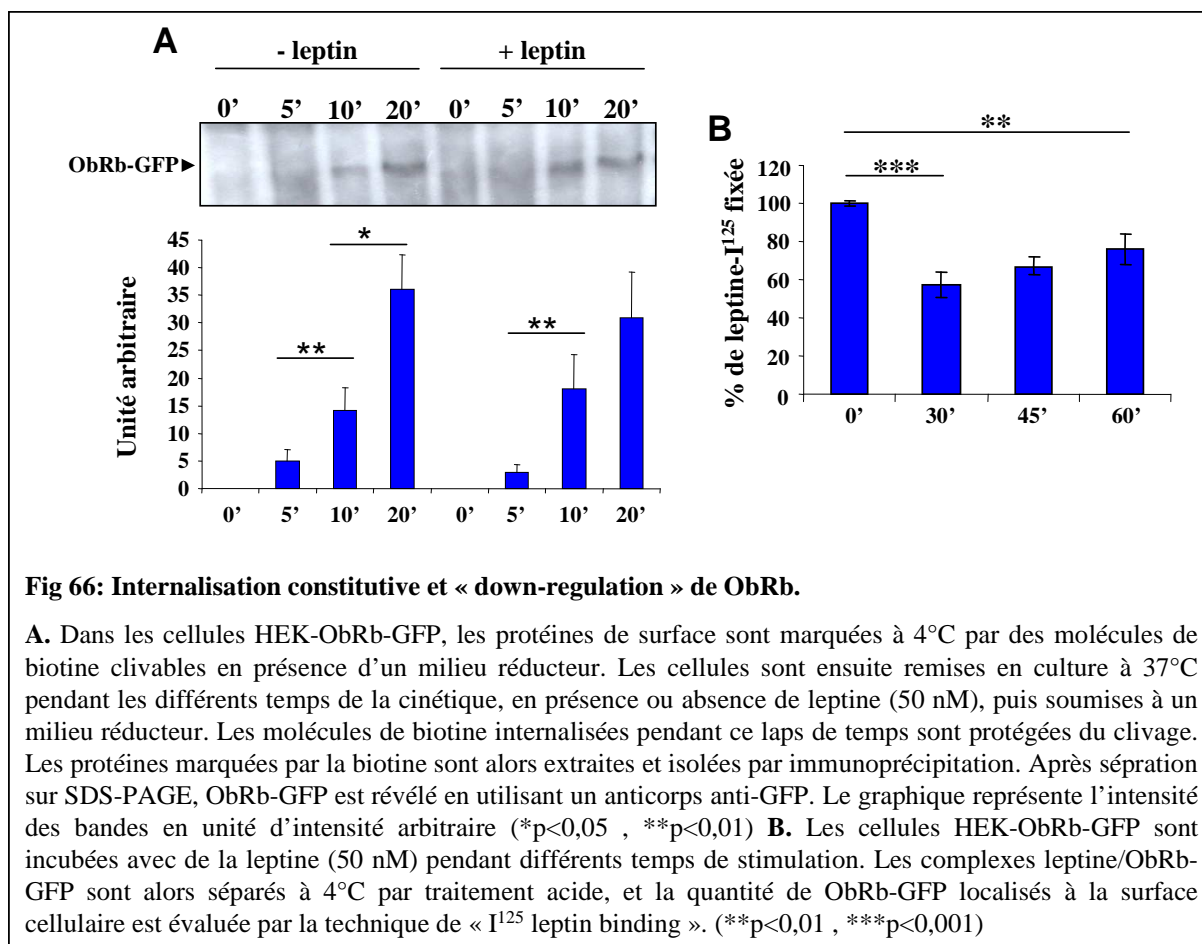 A
- leptin + leptin
0’ 5’ 10’ 20’ 0’ 5’ 10’ 20’
ObRb-GFP
45
40
35
30
25
20
15
10
5
0
Unité arbitraire
**
*
**
0’ 5’ 10’ 20’ 0’ 5’ 10’ 20’
B
**
***
120
100
80
60
40
20
0
% de leptine-I125 fixée
0’ 30’ 45’ 60’
Fig 66: Internalisation constitutive et « down-regulation » de ObRb.
A. Dans les cellules HEK-ObRb-GFP, les protéines de surface sont marquées à 4°C par des molécules de
biotine clivables en présence d’un milieu réducteur. Les cellules sont ensuite remises en culture à 37°C
pendant les différents temps de la cinétique, en présence ou absence de leptine (50 nM), puis soumises à un
milieu réducteur. Les molécules de biotine internalisées pendant ce laps de temps sont protégées du clivage.
Les protéines marquées par la biotine sont alors extraites et isolées par immunoprécipitation. Après sépration
sur SDS-PAGE, ObRb-GFP est révélé en utilisant un anticorps anti-GFP. Le graphique représente l’intensité
des bandes en unité d’intensité arbitraire (*p<0,05 , **p<0,01) B. Les cellules HEK-ObRb-GFP sont
incubées avec de la leptine (50 nM) pendant différents temps de stimulation. Les complexes leptine/ObRb-
GFP sont alors séparés à 4°C par traitement acide, et la quantité de ObRb-GFP localisés à la surface
cellulaire est évaluée par la technique de « I125 leptin binding ». (**p<0,01 , ***p<0,001)